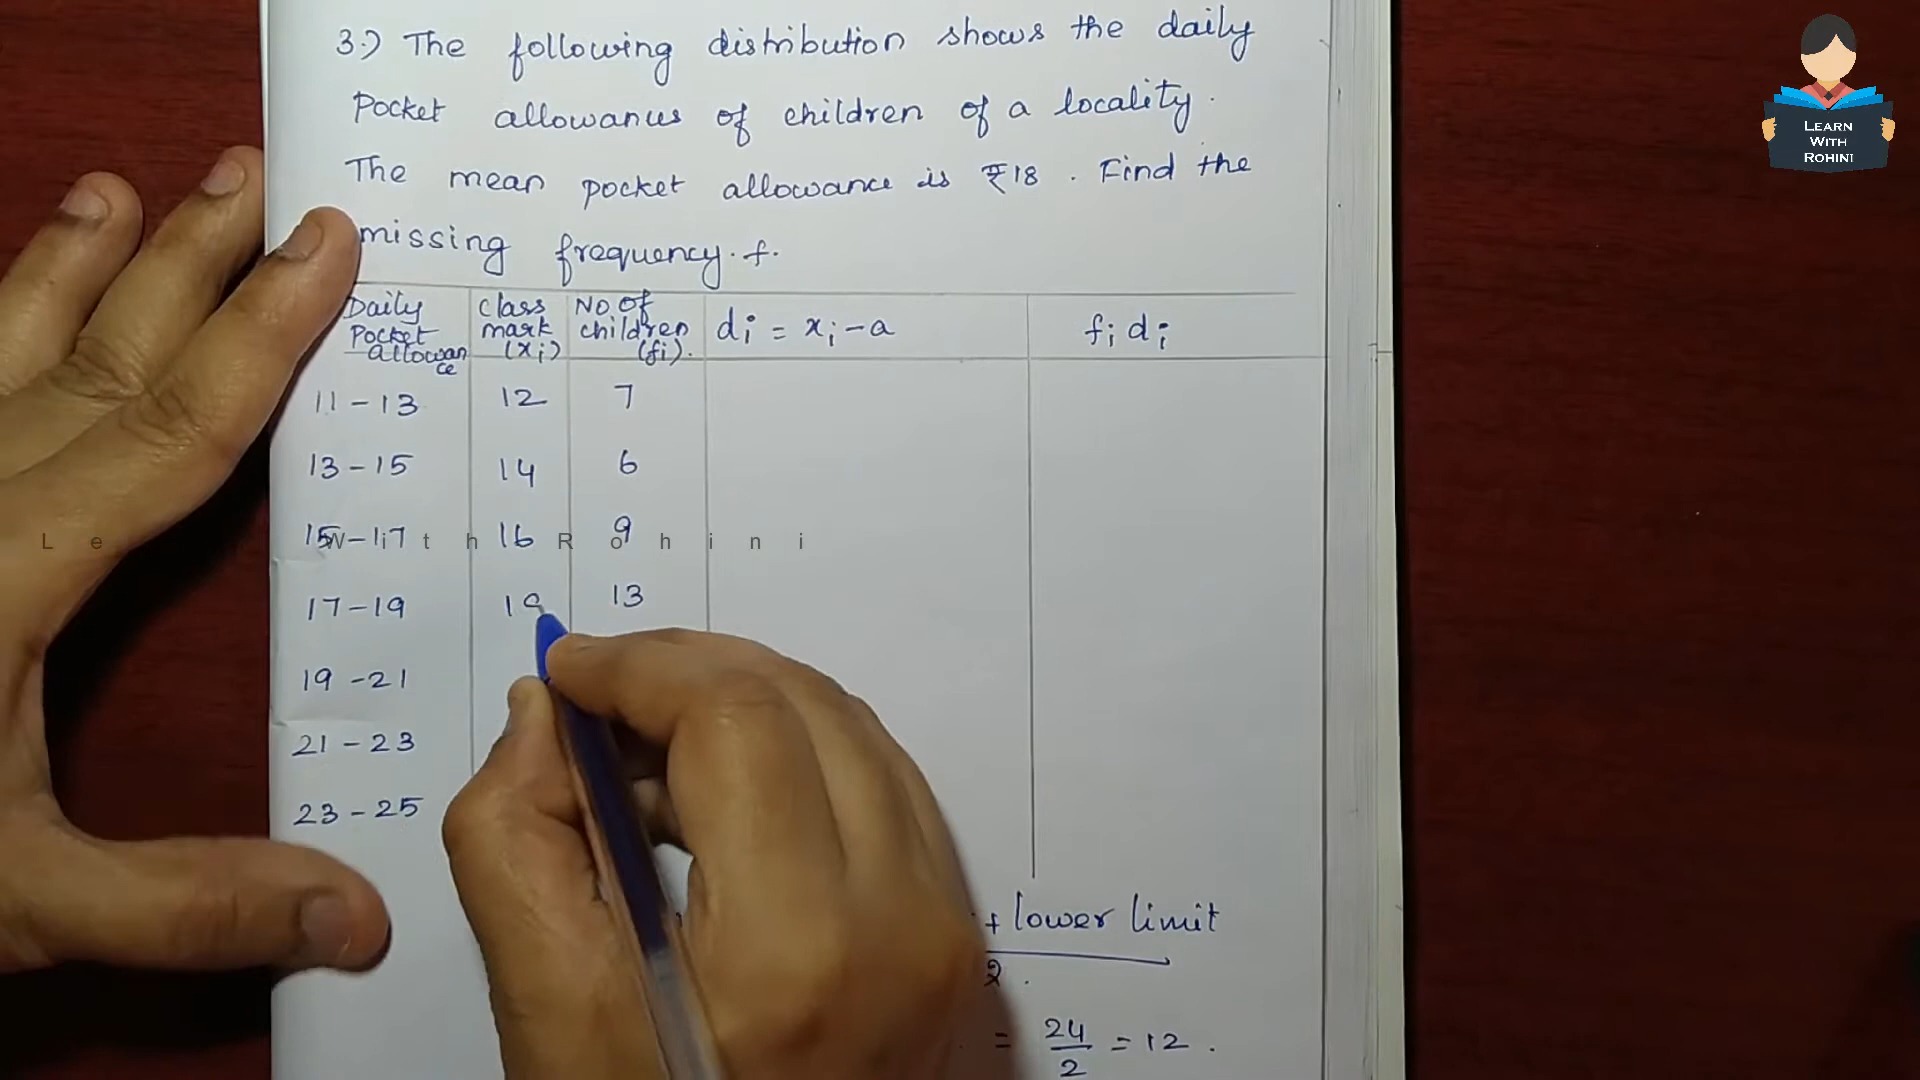 3.) The following distribution shows the daily
Pocket allowances of children of a locality.
The mean pocket allowance is ₹18. Find the
missing frequency.f.
Daily Pocket allowance Class mark (xi) NO.of children (fi). di = xi-a fidi
11-13 12 7
13-15 14 6
15-17 16 9
17-19 13
19-21
21-23
23-25
+ lower limit
2.
= 24/2 = 12.
LEARN
WITH
ROHINI
L e With Rohini